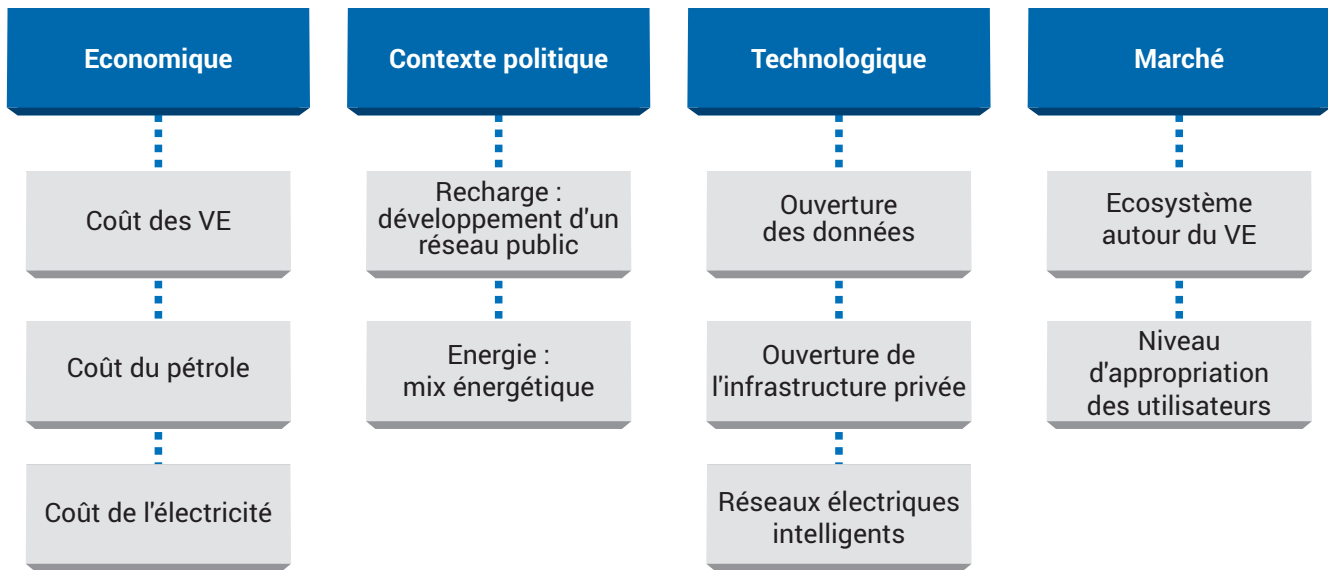 Economique
Coût des VE
Coût du pétrole
Coût de l'électricité
Contexte politique
Recharge :
développement d'un
réseau public
Energie :
mix énergétique
Technologique
Ouverture
des données
Ouverture de
l'infrastructure privée
Réseaux électriques
intelligents
Marché
Ecosystème
autour du VE
Niveau
d'appropriation
des utilisateurs